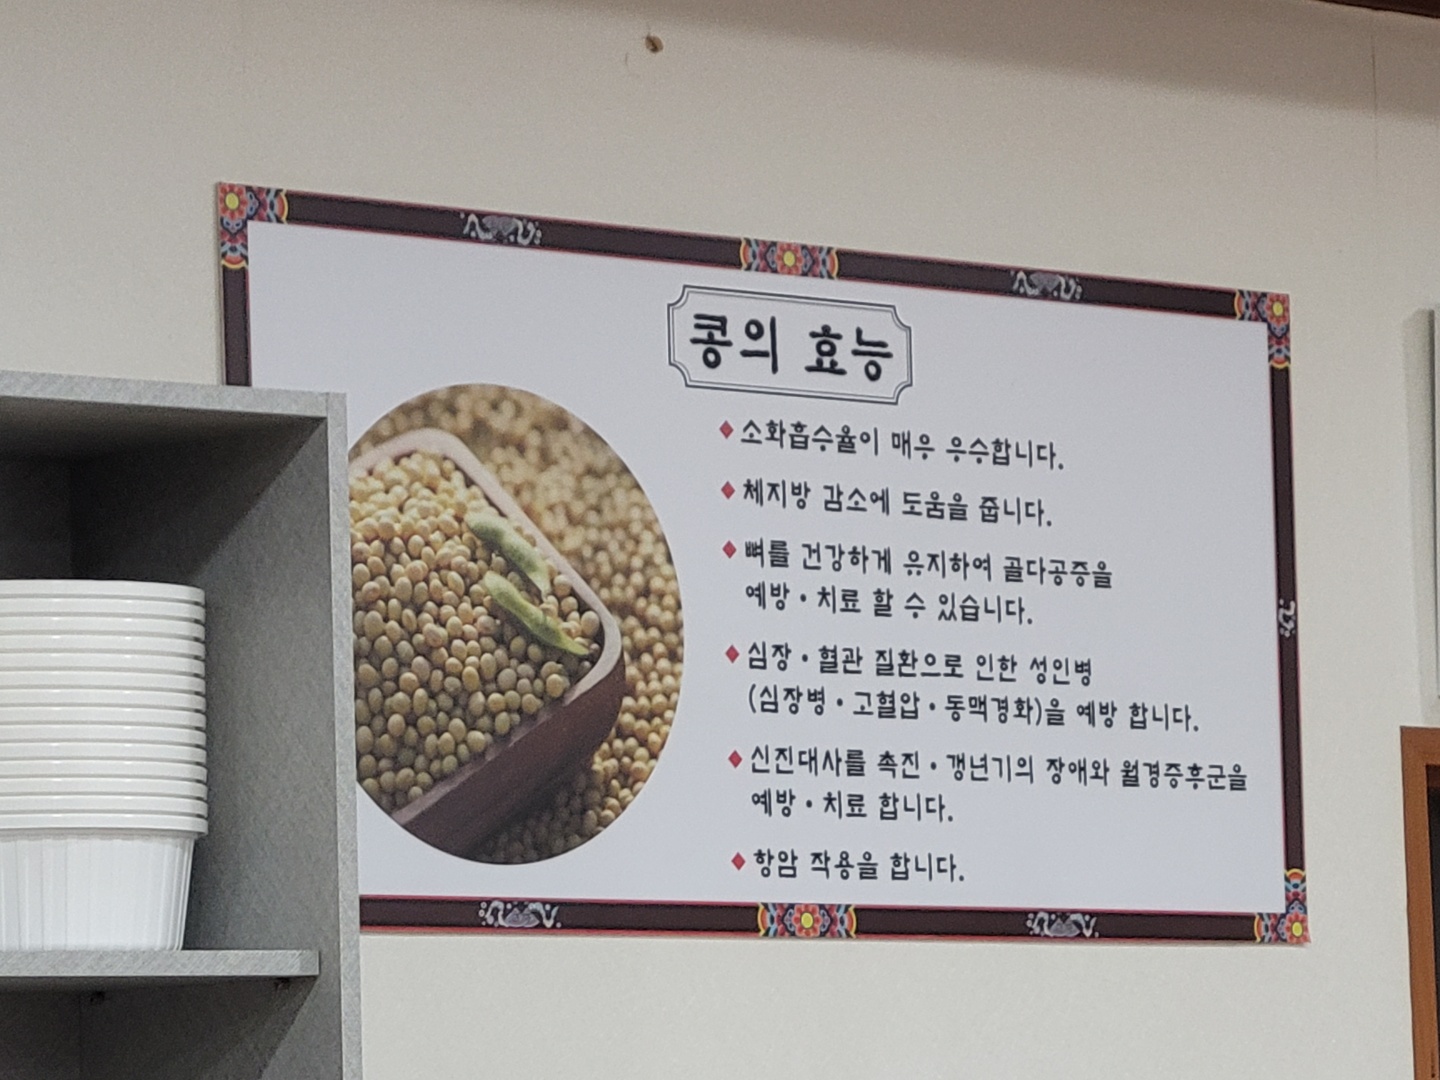 콩의 효능
소화흡수율이 매우 우수합니다.
체지방 감소에 도움을 줍니다.
뼈를 건강하게 유지하여 골다공증을
예방・치료 할 수 있습니다.
심장・혈관 질환으로 인한 성인병
(심장병・고혈압・동맥경화)을 예방 합니다.
신진대사를 촉진・갱년기의 장애와 월경증흥군을
예방・치료 합니다.
항암 작용을 합니다.